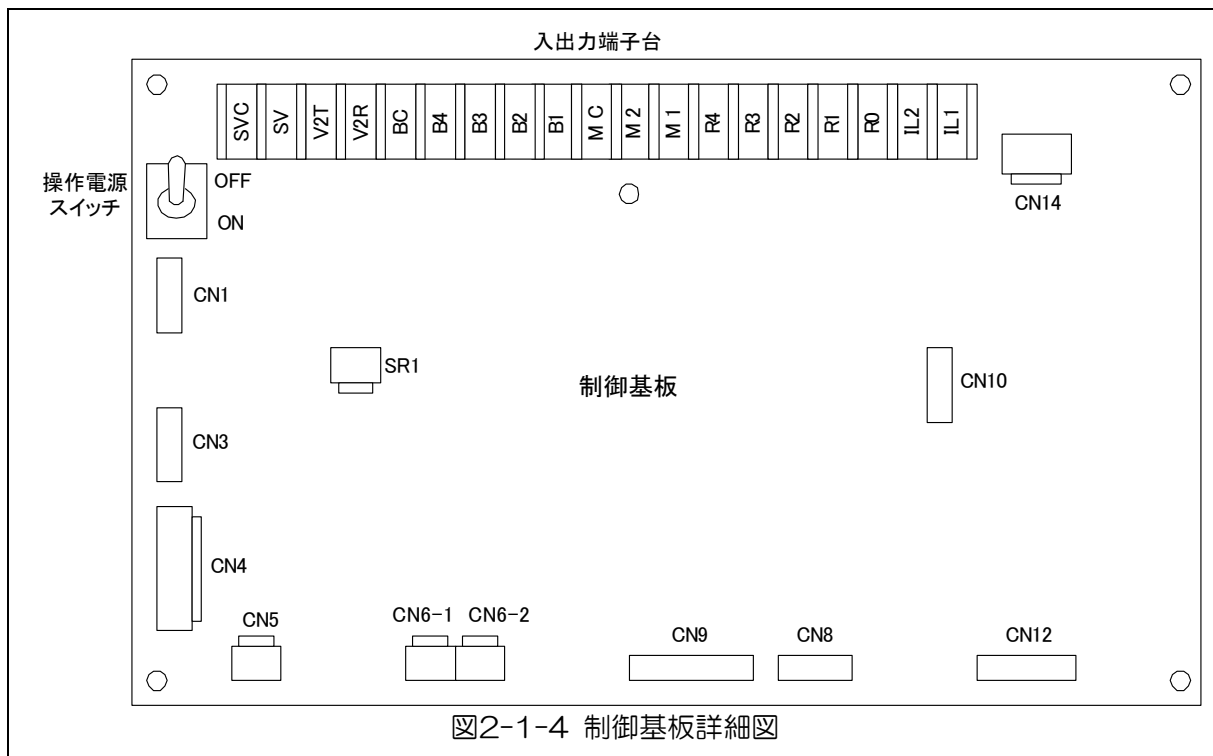 入出力端子台
SVC SV V2T V2R BC B4 B3 B2 B1 MC M2 M1 R4 R3 R2 R1 R0 IL2 IL1
操作電源
スイッチ
OFF
ON
CN14
CN1
SR1
制御基板
CN10
CN3
CN4
CN5
CN6-1
CN6-2
CN9
CN8
CN12
図2-1-4 制御基板詳細図